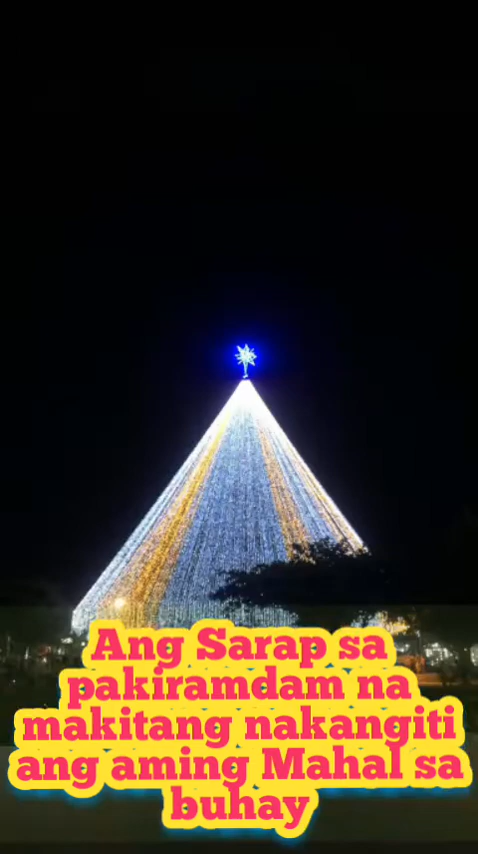 Ang Sarap sa
pakiramdam na
makitang nakangiti
ang aming Mahal sa
buhay